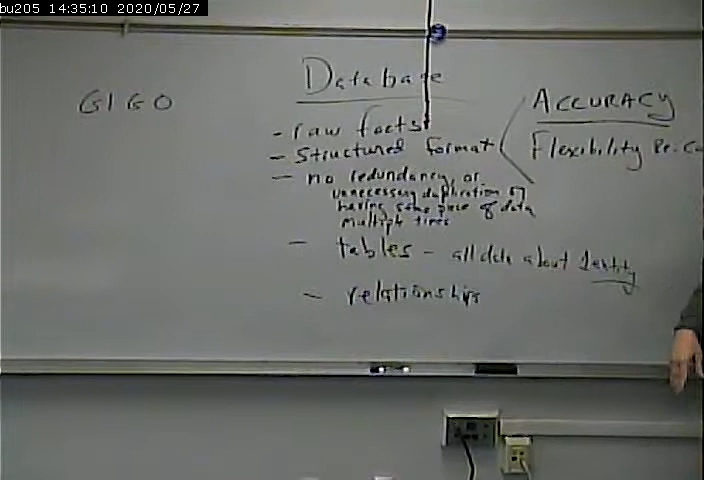 bu205 14:35:10 2020/05/27
GIGO
Database
- raw facts
- Structured format
- no redundancy, or
unnecessary duplication of
having same piece of data
multiple times
- tables - all data about 1 entity
- relationships
ACCURACY
Flexibility